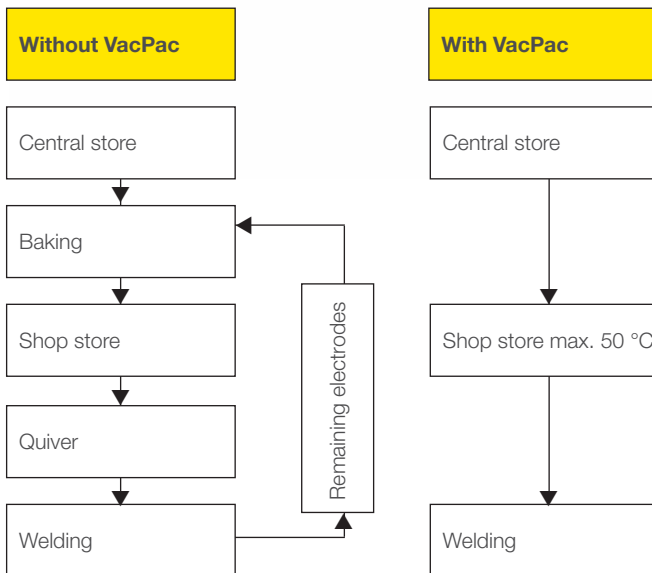 Without VacPac
Central store
Baking
Shop store
Quiver
Welding
Remaining electrodes
With VacPac
Central store
Shop store max. 50 °C
Welding